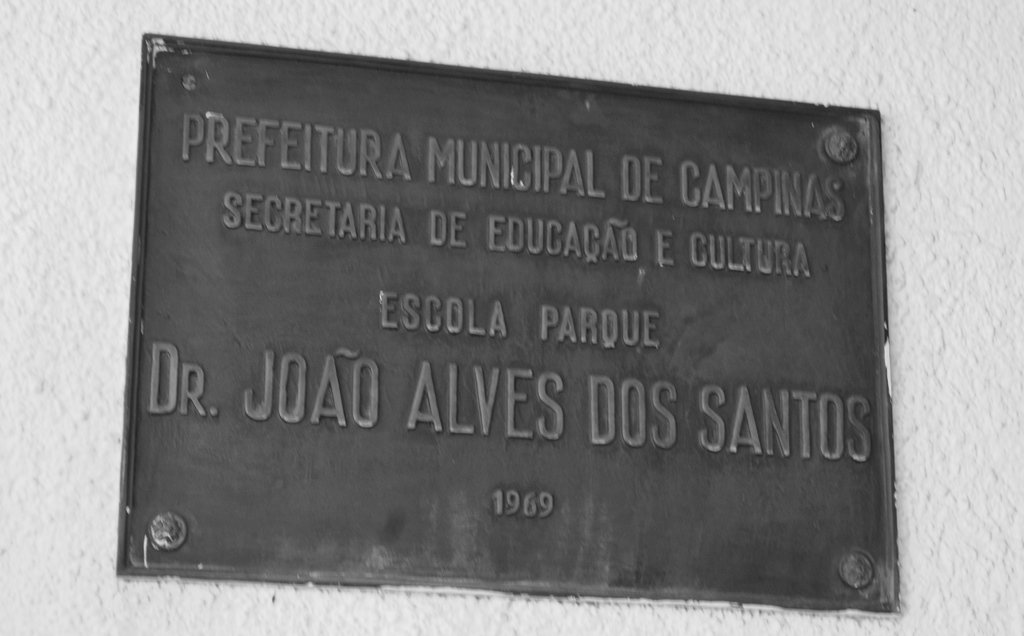 PREFEITURA MUNICIPAL DE CAMPINAS
SECRETARIA DE EDUCAÇÃO E CULTURA
ESCOLA PARQUE
DR. JOÃO ALVES DOS SANTOS
1969